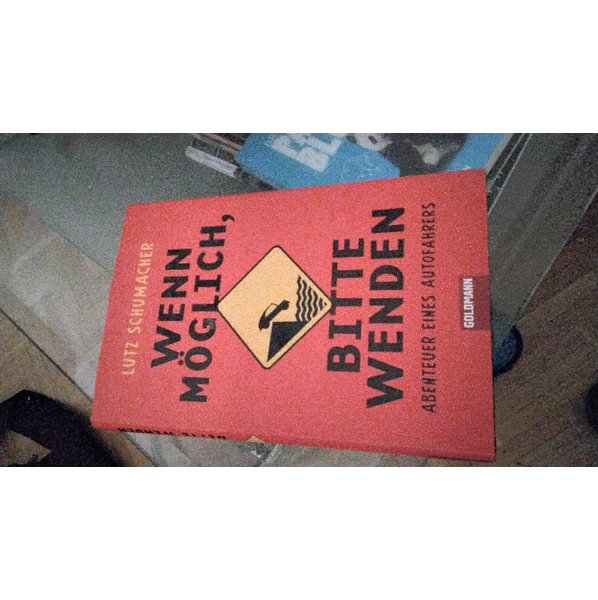 LUTZ SCHUMACHER
WENN
MÖGLICH,
BITTE
WENDEN
ABENTEUER EINES AUTOFAHRERS
GOLDMANN